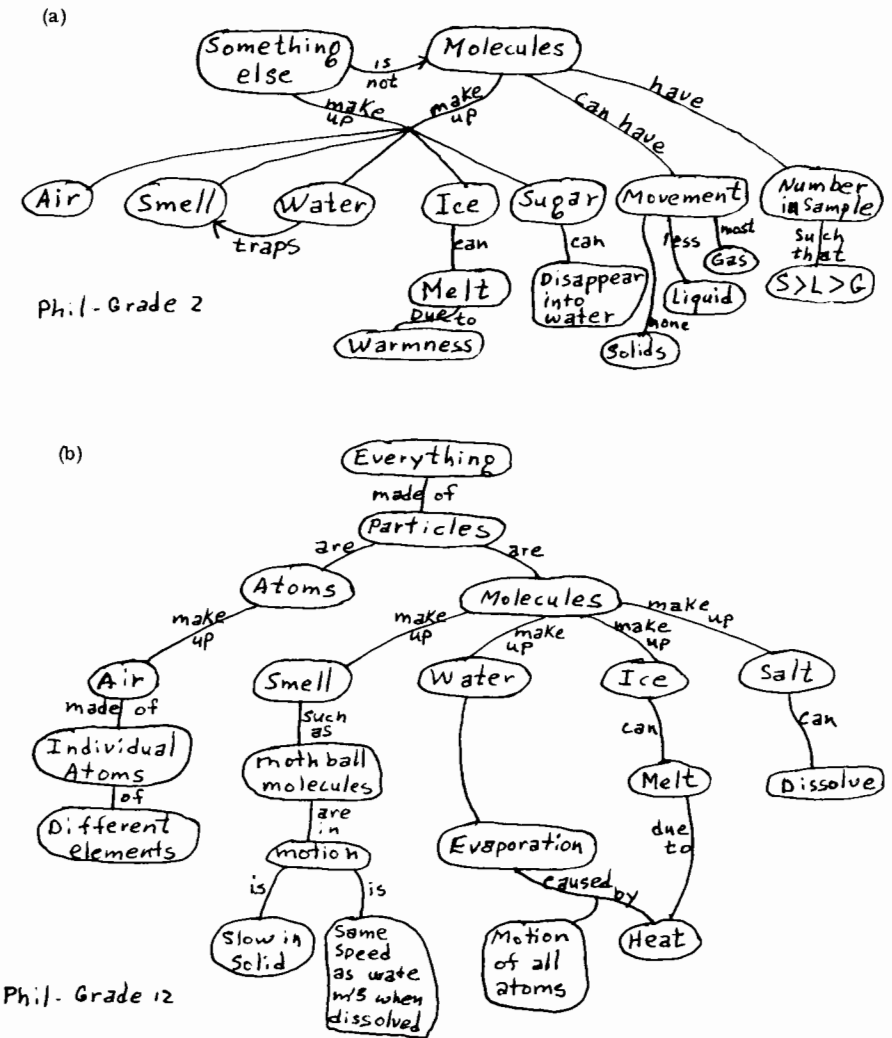 (a)
Something
else
is
not
Molecules
make
up
make
up
can have
have
Air
Smell
Water
traps
Ice
Sugar
Movement
Number
in Sample
can
can
none
less
most
such
that
Melt
Due to
Warmness
Disappear
into
water
Solids
Liquid
Gas
S>L>G
Phil - Grade 2
(b)
Everything
made of
Particles
are
are
Atoms
Molecules
make
up
make
up
make
up
make
up
make
up
Air
Smell
Water
Ice
Salt
made of
Individual
Atoms
of
Different
elements
such
as
mothball
molecules
are
in
motion
is
is
Slow in
Solid
Same
Speed
as wate
m's when
dissolved
Evaporation
caused by
Motion
of all
atoms
can
Melt
due
to
Heat
can
Dissolve
Phil - Grade 12